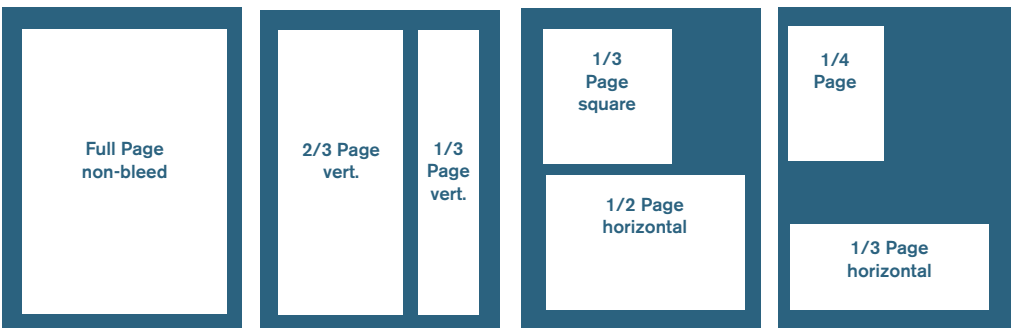 Full Page
non-bleed
2/3 Page
vert.
1/3
Page
vert.
1/3
Page
square
1/2 Page
horizontal
1/4
Page
1/3 Page
horizontal